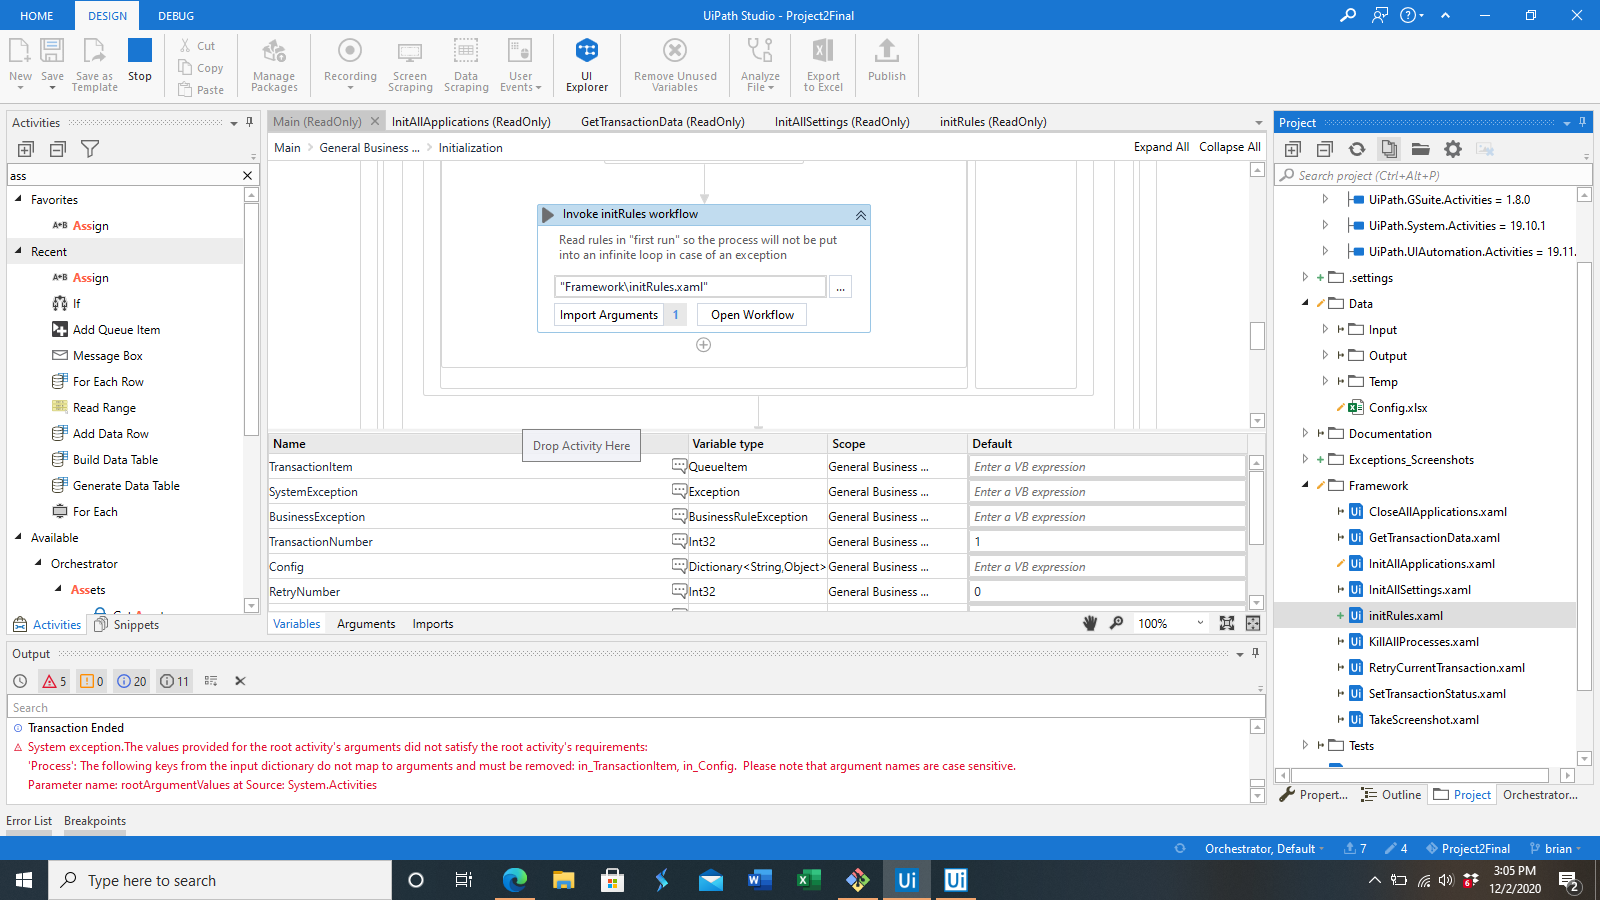 HOME
DESIGN
DEBUG
UiPath Studio - Project2Final
New
Save
Save as Template
Stop
Cut
Copy
Paste
Manage Packages
Recording
Screen Scraping
Data Scraping
User Events
UI Explorer
Remove Unused Variables
Analyze File
Export to Excel
Publish
Activities
ass
Favorites
Assign
Recent
Assign
If
Add Queue Item
Message Box
For Each Row
Read Range
Add Data Row
Build Data Table
Generate Data Table
For Each
Available
Orchestrator
Assets
Activities
Snippets
Main (ReadOnly)
InitAllApplications (ReadOnly)
GetTransactionData (ReadOnly)
InitAllSettings (ReadOnly)
initRules (ReadOnly)
Main > General Business ... > Initialization
Expand All
Collapse All
Invoke initRules workflow
Read rules in "first run" so the process will not be put
into an infinite loop in case of an exception
"Framework\initRules.xaml"
...
Import Arguments 1
Open Workflow
Drop Activity Here
Name Variable type Scope Default
TransactionItem QueueItem General Business ... Enter a VB expression
SystemException Exception General Business ... Enter a VB expression
BusinessException BusinessRuleException General Business ... Enter a VB expression
TransactionNumber Int32 General Business ... 1
Config Dictionary<String,Object> General Business ... Enter a VB expression
RetryNumber Int32 General Business ... 0
Variables
Arguments
Imports
100%
Project
Search project (Ctrl+Alt+P)
UiPath.GSuite.Activities = 1.8.0
UiPath.System.Activities = 19.10.1
UiPath.UIAutomation.Activities = 19.11.
.settings
Data
Input
Output
Temp
Config.xlsx
Documentation
Exceptions_Screenshots
Framework
CloseAllApplications.xaml
GetTransactionData.xaml
InitAllApplications.xaml
InitAllSettings.xaml
initRules.xaml
KillAllProcesses.xaml
RetryCurrentTransaction.xaml
SetTransactionStatus.xaml
TakeScreenshot.xaml
Tests
Propert...
Outline
Project
Orchestrator...
Output
5
0
20
11
Search
Transaction Ended
System exception.The values provided for the root activity's arguments did not satisfy the root activity's requirements:
'Process': The following keys from the input dictionary do not map to arguments and must be removed: in_TransactionItem, in_Config.  Please note that argument names are case sensitive.
Parameter name: rootArgumentValues at Source: System.Activities
Error List
Breakpoints
Orchestrator, Default
7
4
Project2Final
brian
Type here to search
3:05 PM
12/2/2020
6
2